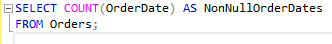 SELECT COUNT(OrderDate) AS NonNullOrderDates
FROM Orders;